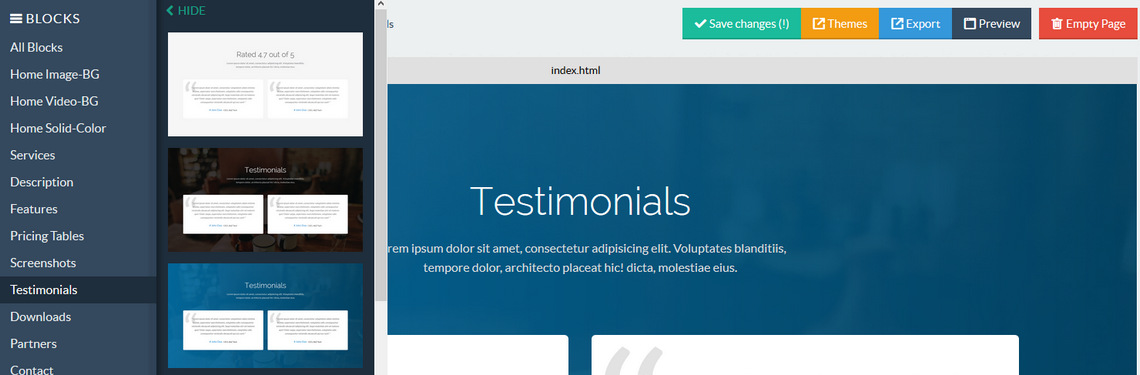 BLOCKS
All Blocks
Home Image-BG
Home Video-BG
Home Solid-Color
Services
Description
Features
Pricing Tables
Screenshots
Testimonials
Downloads
Partners
Contact
HIDE
Rated 4.7 out of 5
Testimonials
Testimonials
ls
Save changes (!)
Themes
Export
Preview
Empty Page
index.html
Testimonials
rem ipsum dolor sit amet, consectetur adipisicing elit. Voluptates blanditiis,
tempore dolor, architecto placeat hic! dicta, molestiae eius.